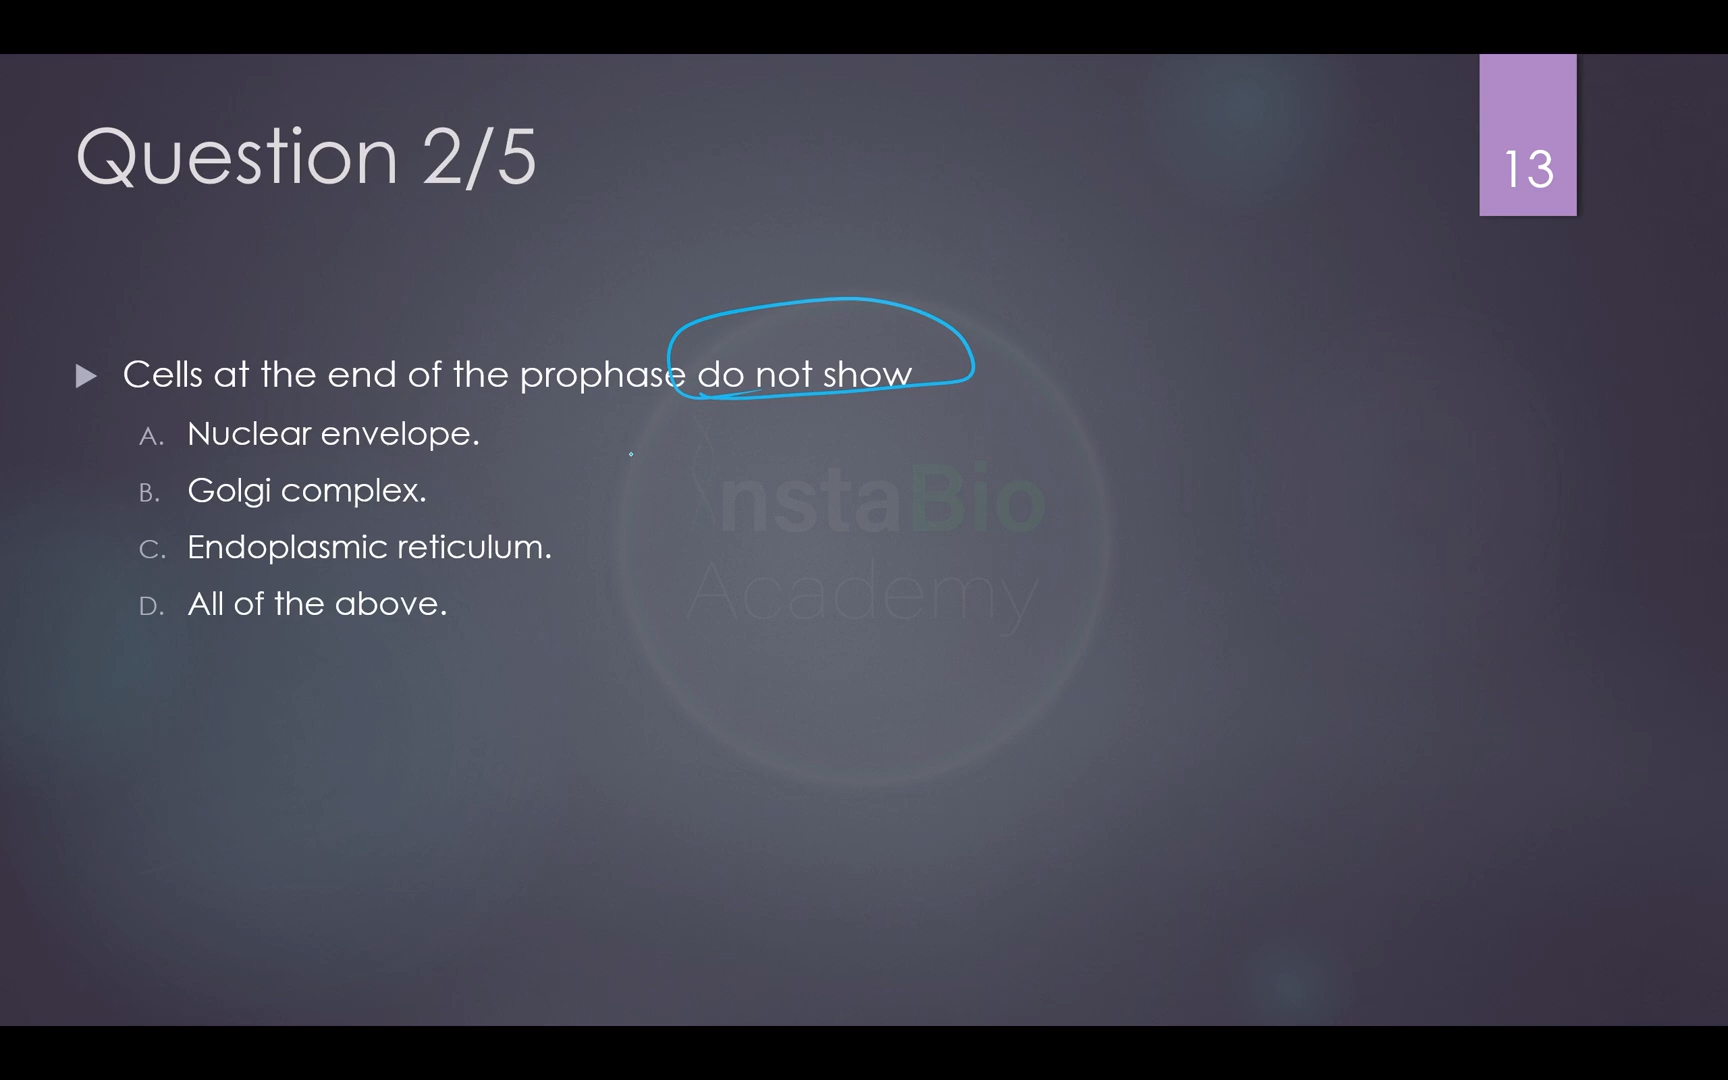 Question 2/5
13
Cells at the end of the prophase do not show
A. Nuclear envelope.
B. Golgi complex.
C. Endoplasmic reticulum.
D. All of the above.
nstaBio
Academy